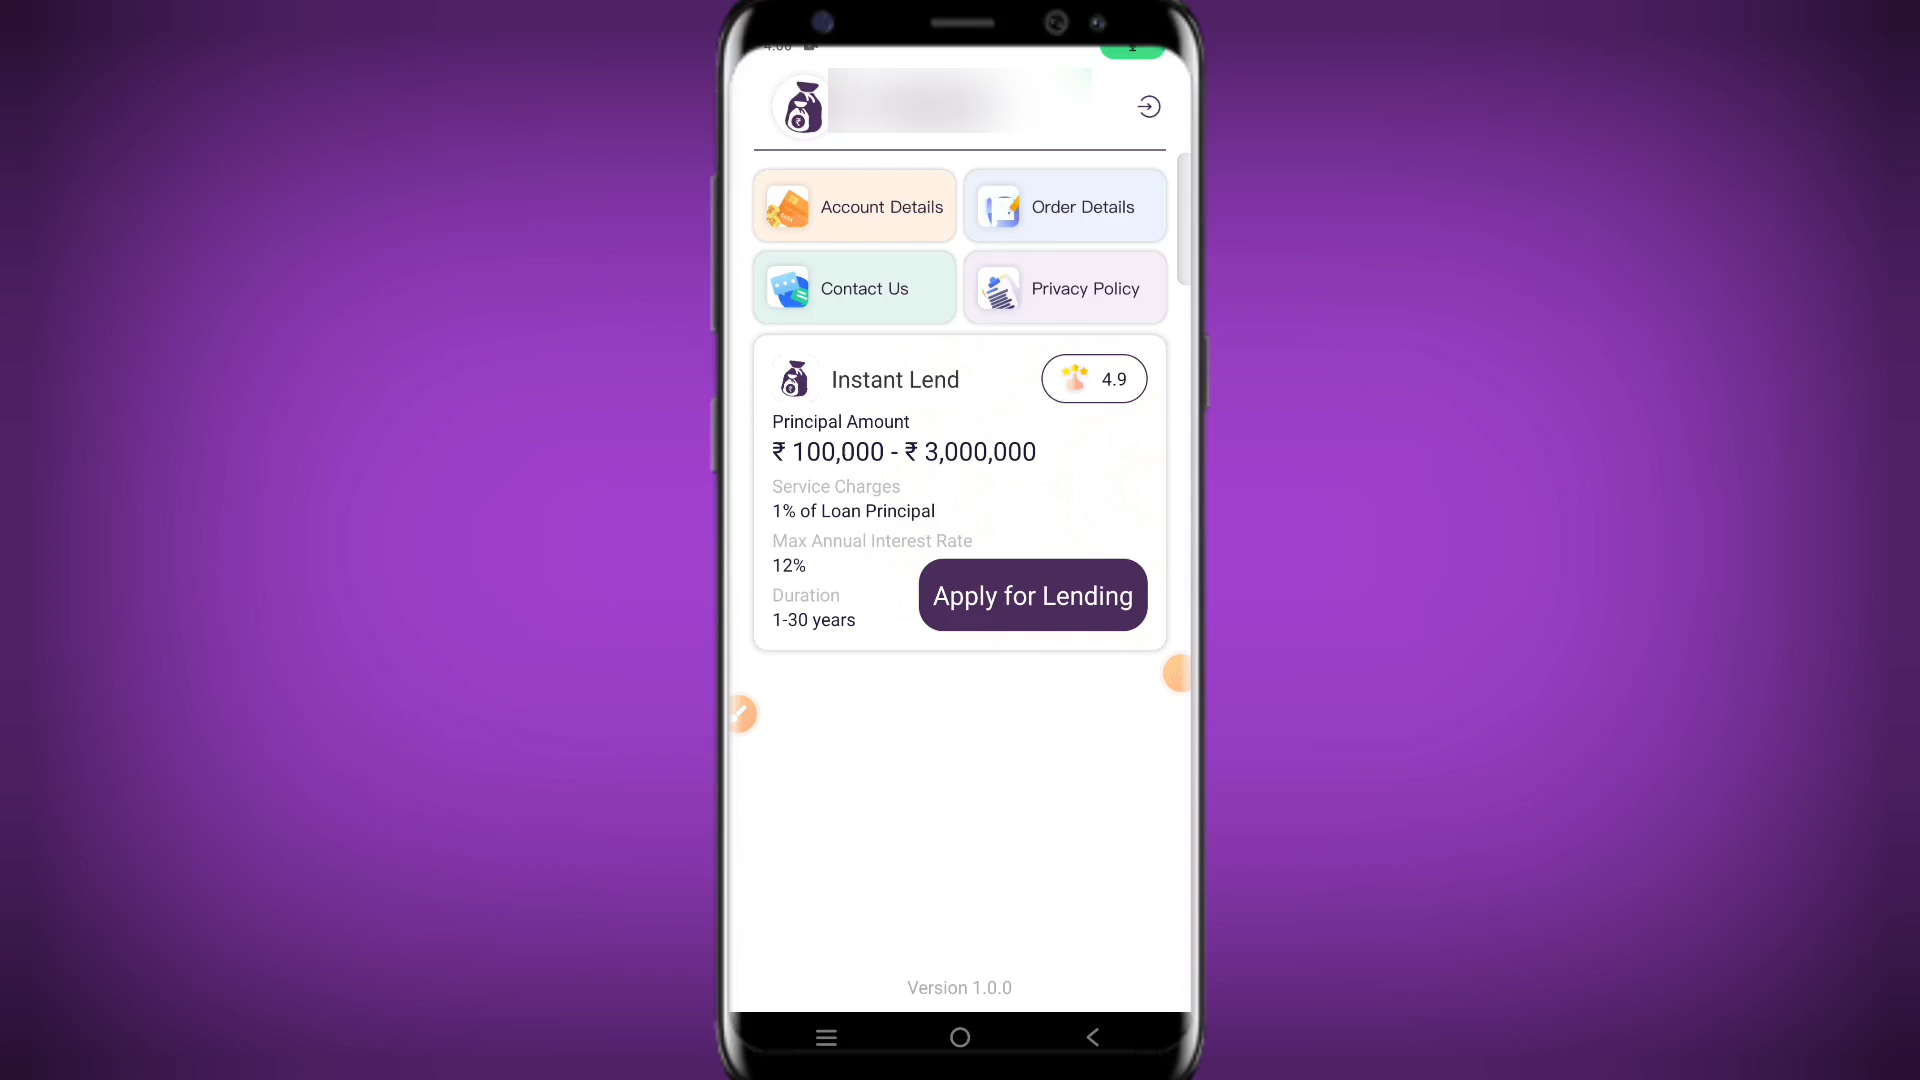 Account Details
Order Details
Contact Us
Privacy Policy
Instant Lend
4.9
Principal Amount
₹ 100,000 - ₹ 3,000,000
Service Charges
1% of Loan Principal
Max Annual Interest Rate
12%
Apply for Lending
Duration
1-30 years
Version 1.0.0